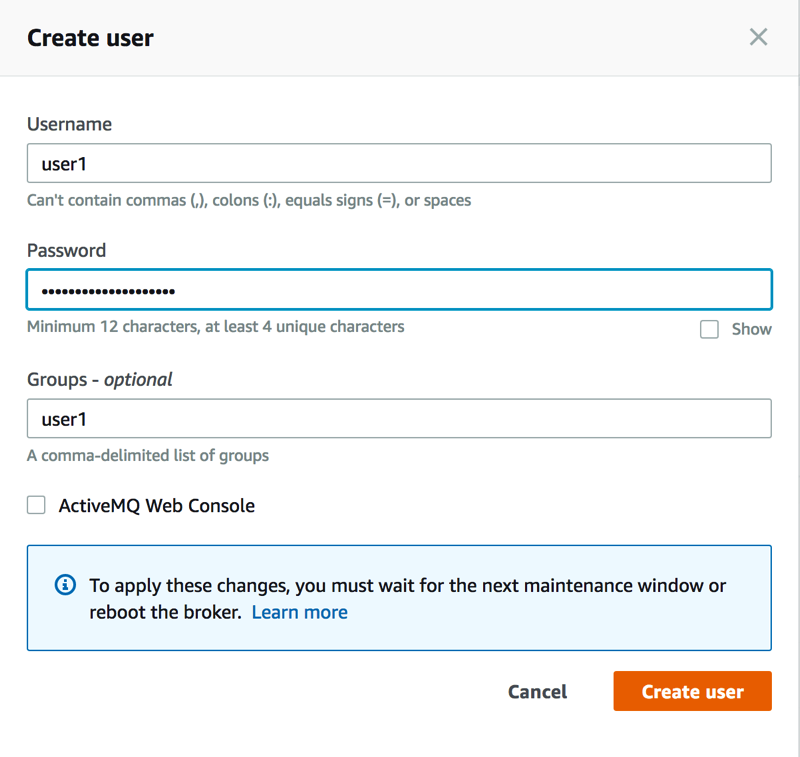 Create user
Username
user1
Can't contain commas (,), colons (:), equals signs (=), or spaces
Password
••••••••••••••••••••
Minimum 12 characters, at least 4 unique characters
Show
Groups - optional
user1
A comma-delimited list of groups
ActiveMQ Web Console
To apply these changes, you must wait for the next maintenance window or
reboot the broker. Learn more
Cancel
Create user